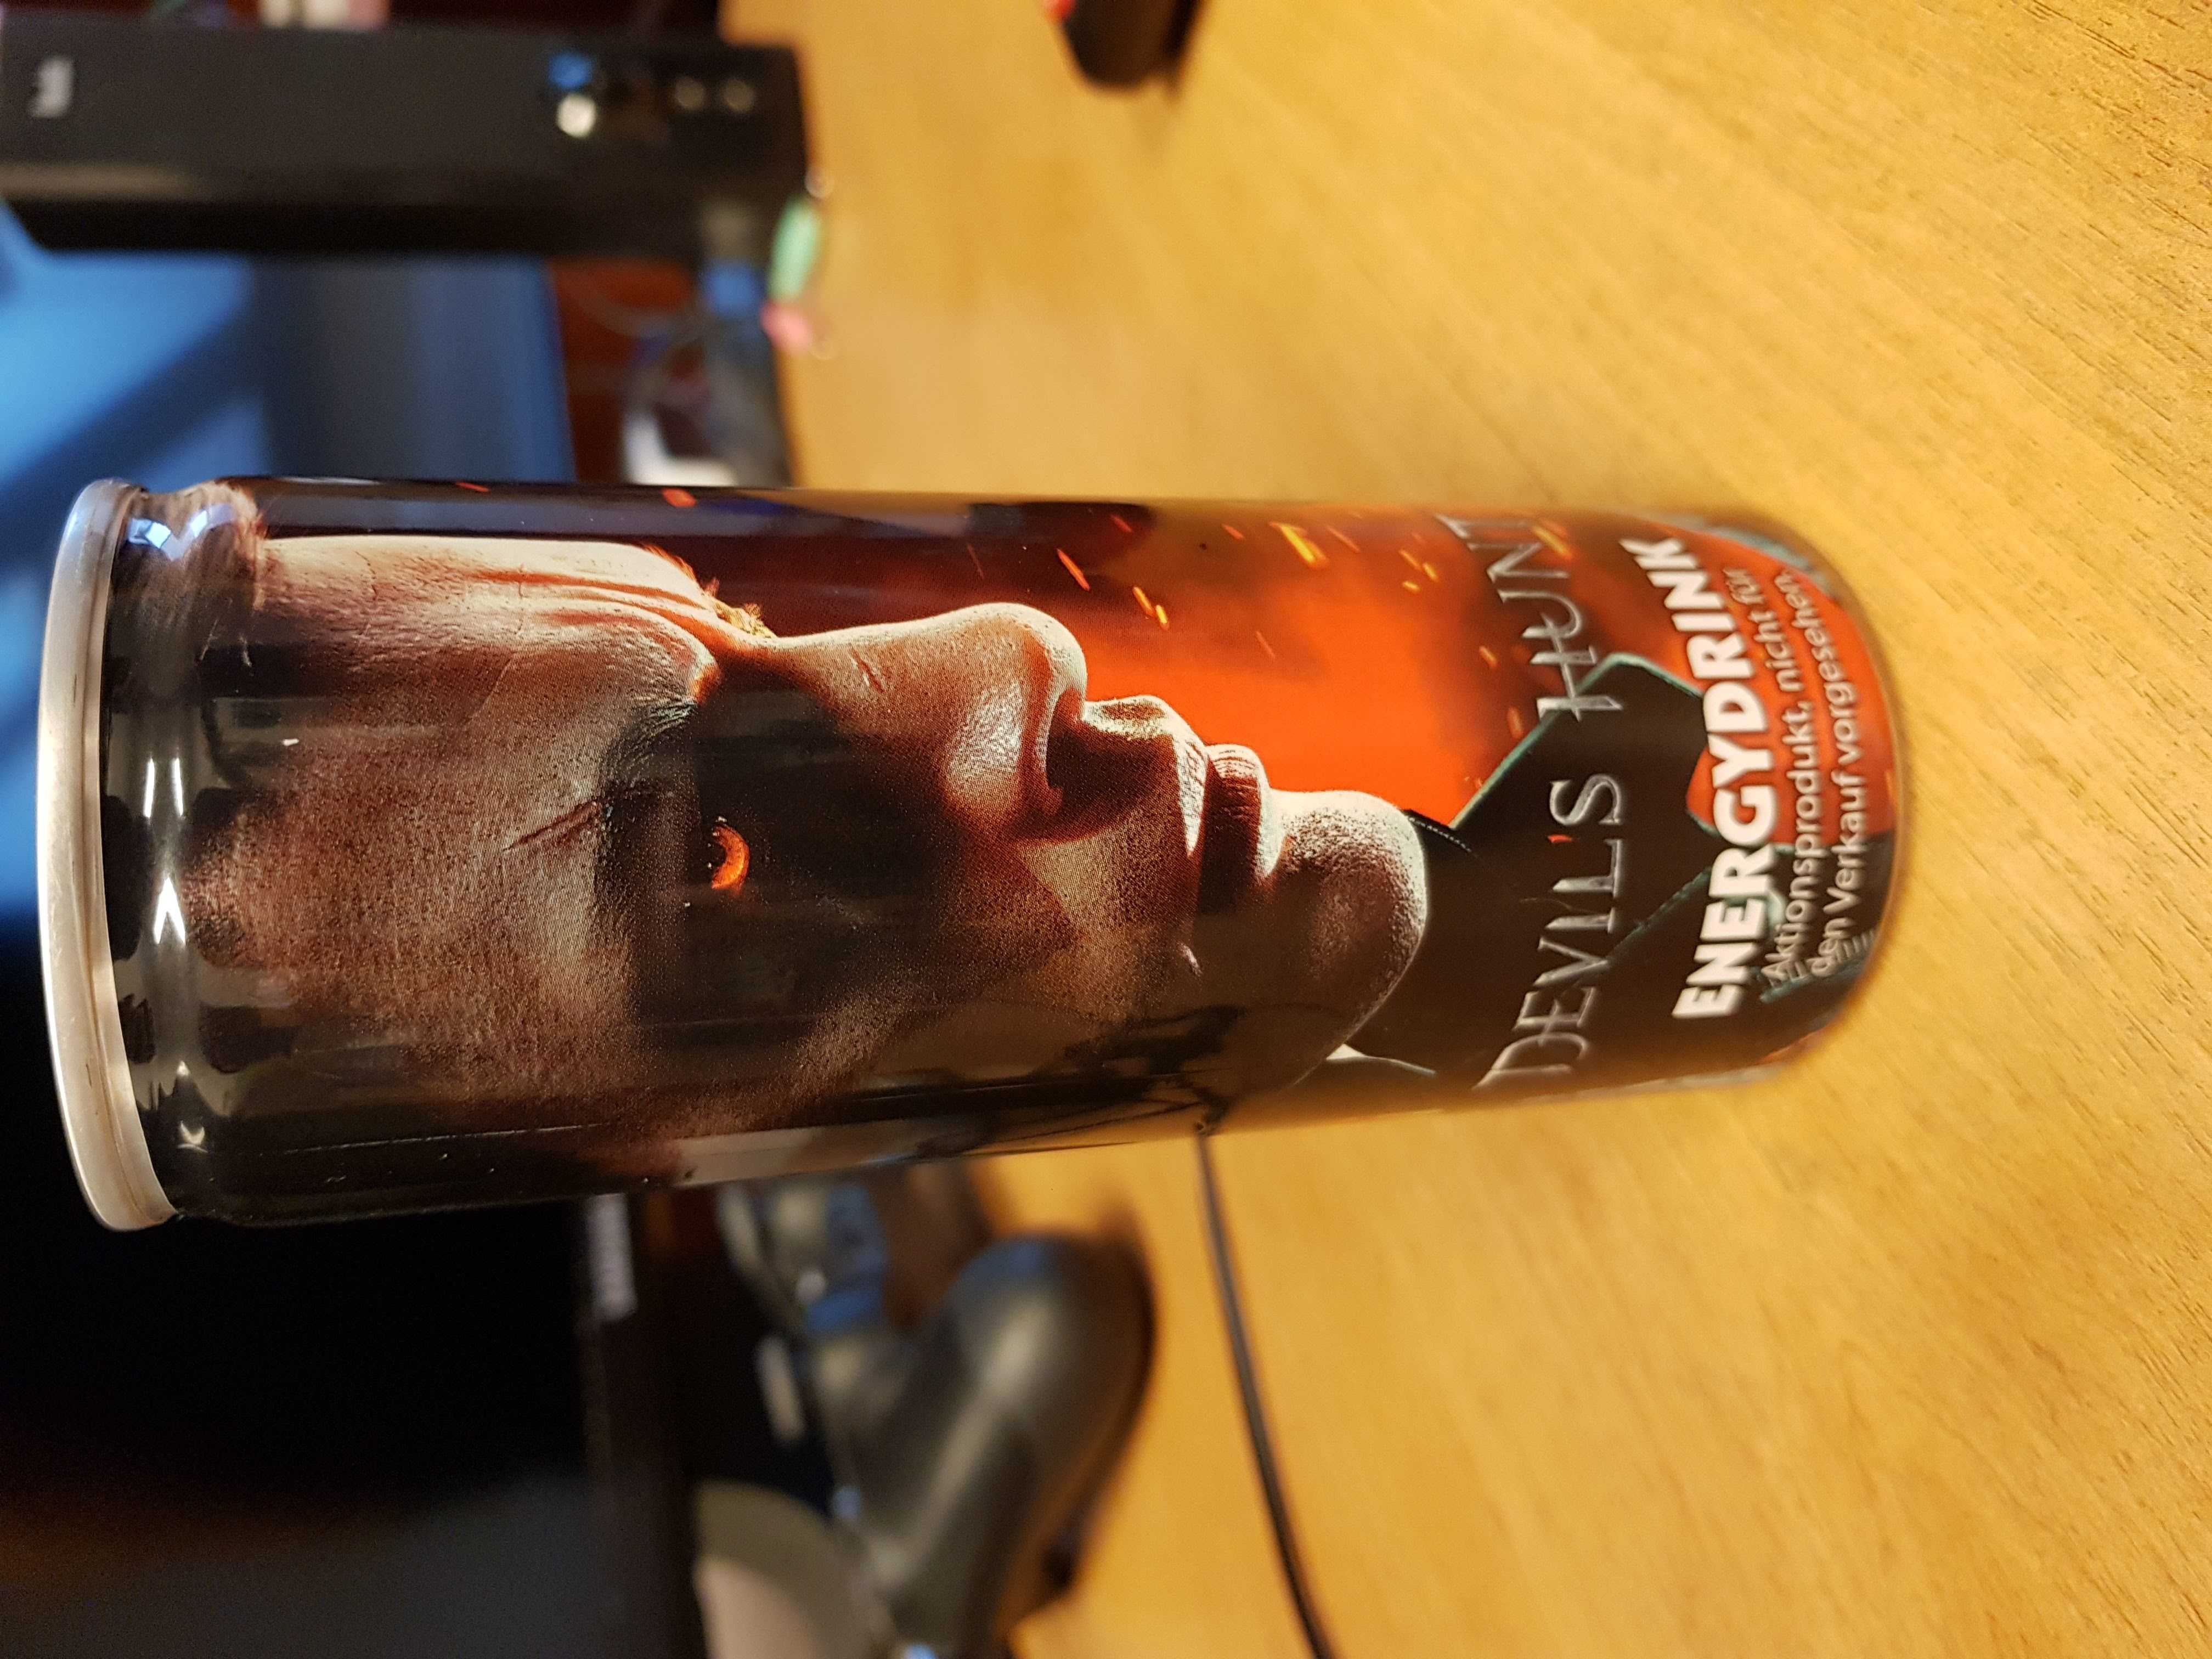 DEVIL'S HUNT
ENERGYDRINK
Aktionsprodukt, nicht für
den Verkauf vorgesehen.